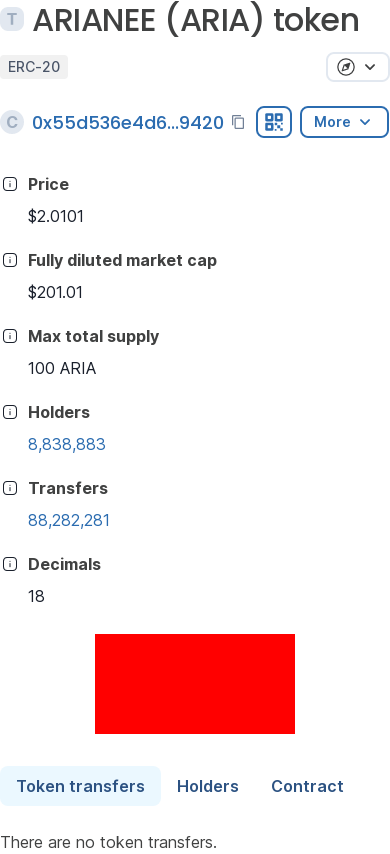 T ARIANEE (ARIA) token
ERC-20
C 0x55d536e4d6...9420 More
Price
$2.0101
Fully diluted market cap
$201.01
Max total supply
100 ARIA
Holders
8,838,883
Transfers
88,282,281
Decimals
18
Token transfers Holders Contract
There are no token transfers.